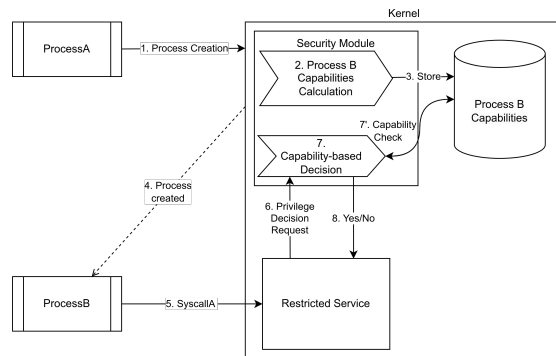 Kernel
ProcessA
1. Process Creation
Security Module
2. Process B
Capabilities
Calculation
3. Store
Process B
Capabilities
7'. Capability
Check
7.
Capability-based
Decision
4. Process
created
6. Privilege
Decision
Request
8. Yes/No
ProcessB
5. SyscallA
Restricted Service